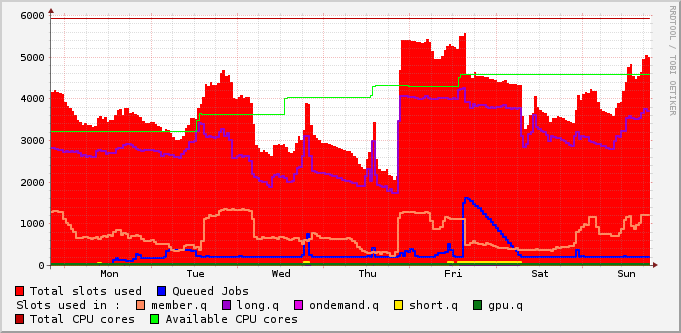 6000
5000
4000
3000
2000
1000
0
Mon Tue Wed Thu Fri Sat Sun
Total slots used Queued Jobs
Slots used in : member.q long.q ondemand.q short.q gpu.q
Total CPU cores Available CPU cores
RRDTOOL / TOBI OETIKER